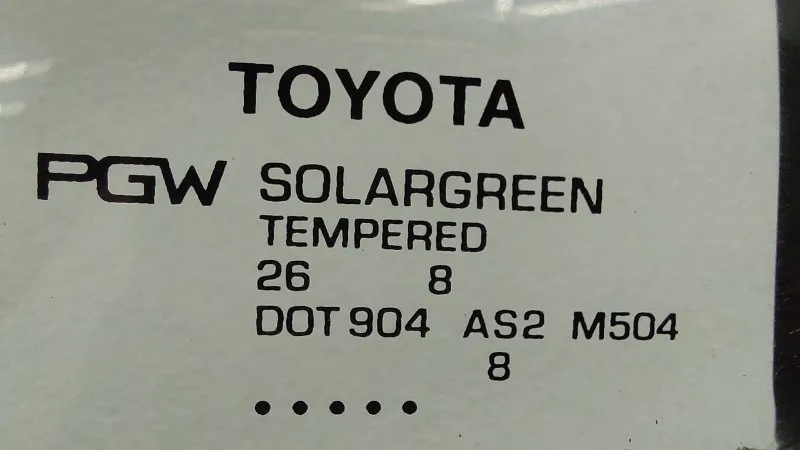 TOYOTA
PGW SOLARGREEN
TEMPERED
26 8
DOT 904 AS2 M504
8
.....